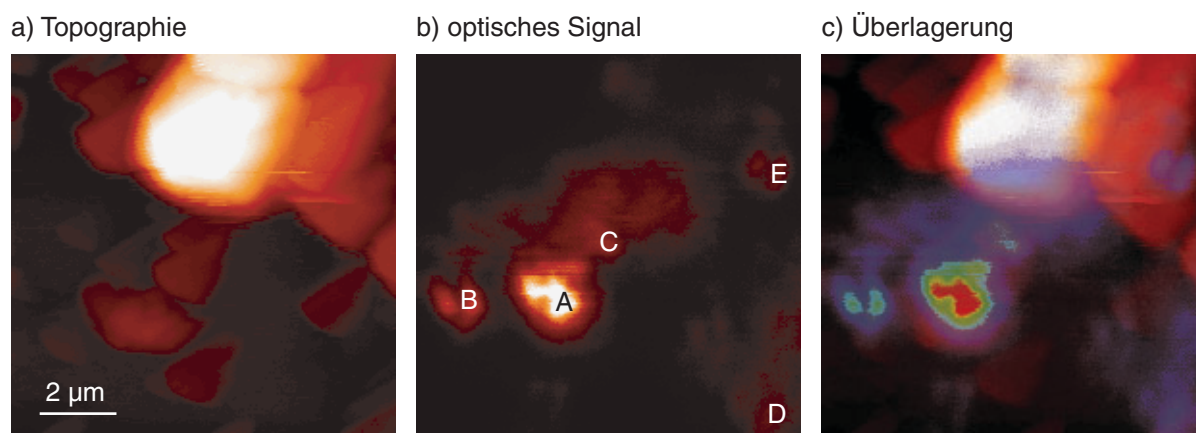 a) Topographie
b) optisches Signal
c) Überlagerung
E
C
B
A
2 µm
D